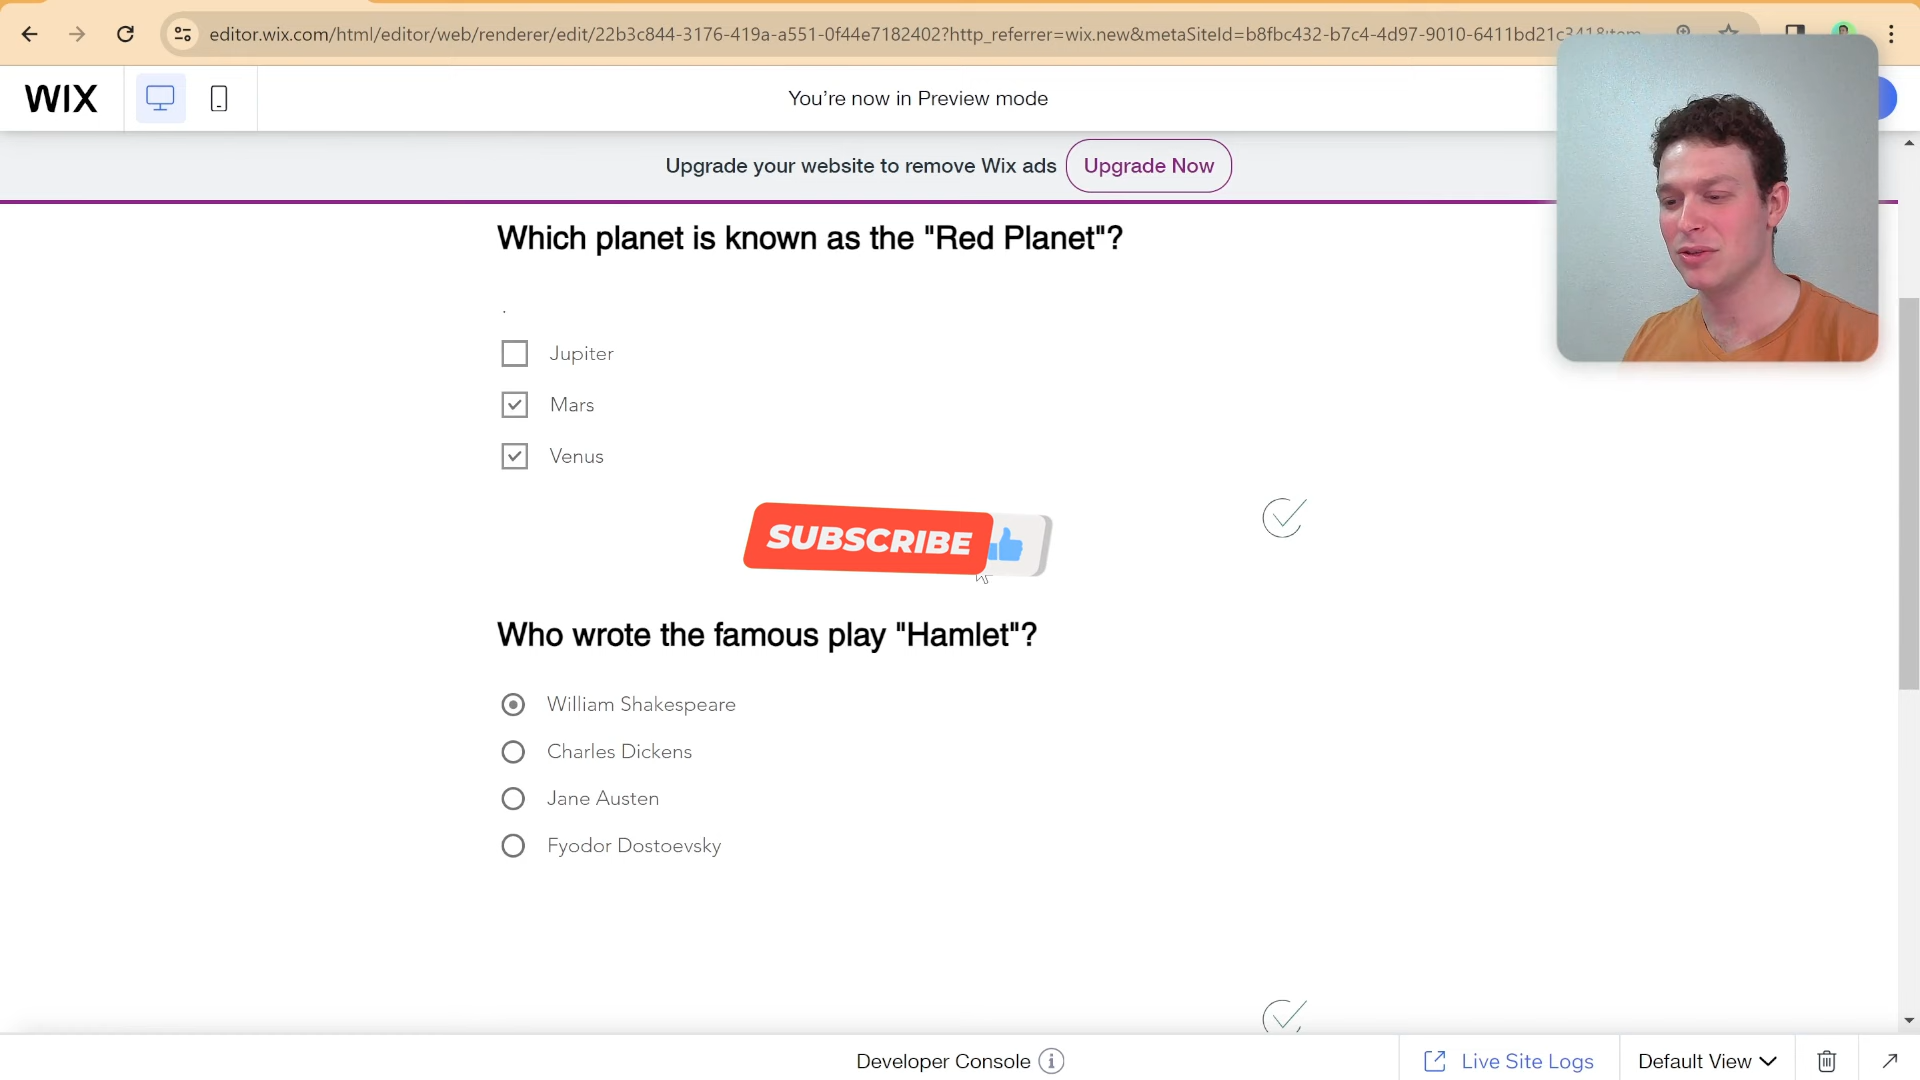 editor.wix.com/html/editor/web/renderer/edit/22b3c844-3176-419a-a551-0f44e7182402?http_referrer=wix.new&metaSiteId=b8fbc432-b7c4-4d97-9010-6411bd21c
WIX
You're now in Preview mode
Upgrade your website to remove Wix ads
Upgrade Now
Which planet is known as the "Red Planet"?
.
Jupiter
Mars
Venus
SUBSCRIBE
Who wrote the famous play "Hamlet"?
William Shakespeare
Charles Dickens
Jane Austen
Fyodor Dostoevsky
Developer Console
Live Site Logs
Default View